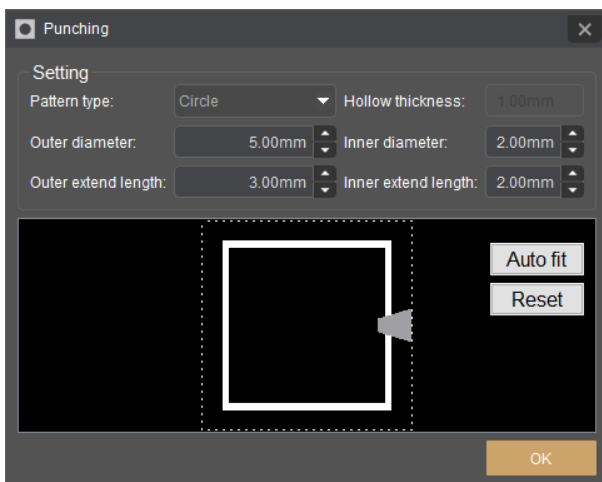 Punching
Setting
Pattern type: Circle Hollow thickness: 1.00mm
Outer diameter: 5.00mm Inner diameter: 2.00mm
Outer extend length: 3.00mm Inner extend length: 2.00mm
Auto fit
Reset
OK